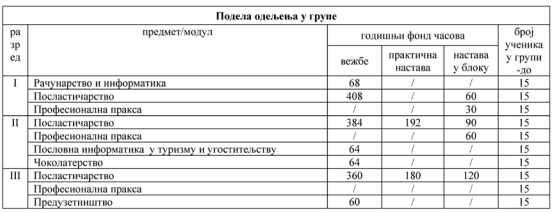 Подела одељења у групе
разред предмет/модул годишњи фонд часова број ученика у групи -до
вежбе практична настава настава у блоку
I Рачунарство и информатика 68 / / 15
Посластичарство 408 / 60 15
Професионална пракса / / 30 15
II Посластичарство 384 192 90 15
Професионална пракса / / 60 15
Пословна информатика у туризму и угоститељству 64 / / 15
Чоколатерство 64 / / 15
III Посластичарство 360 180 120 15
Професионална пракса / / / 15
Предузетништво 60 / / 15